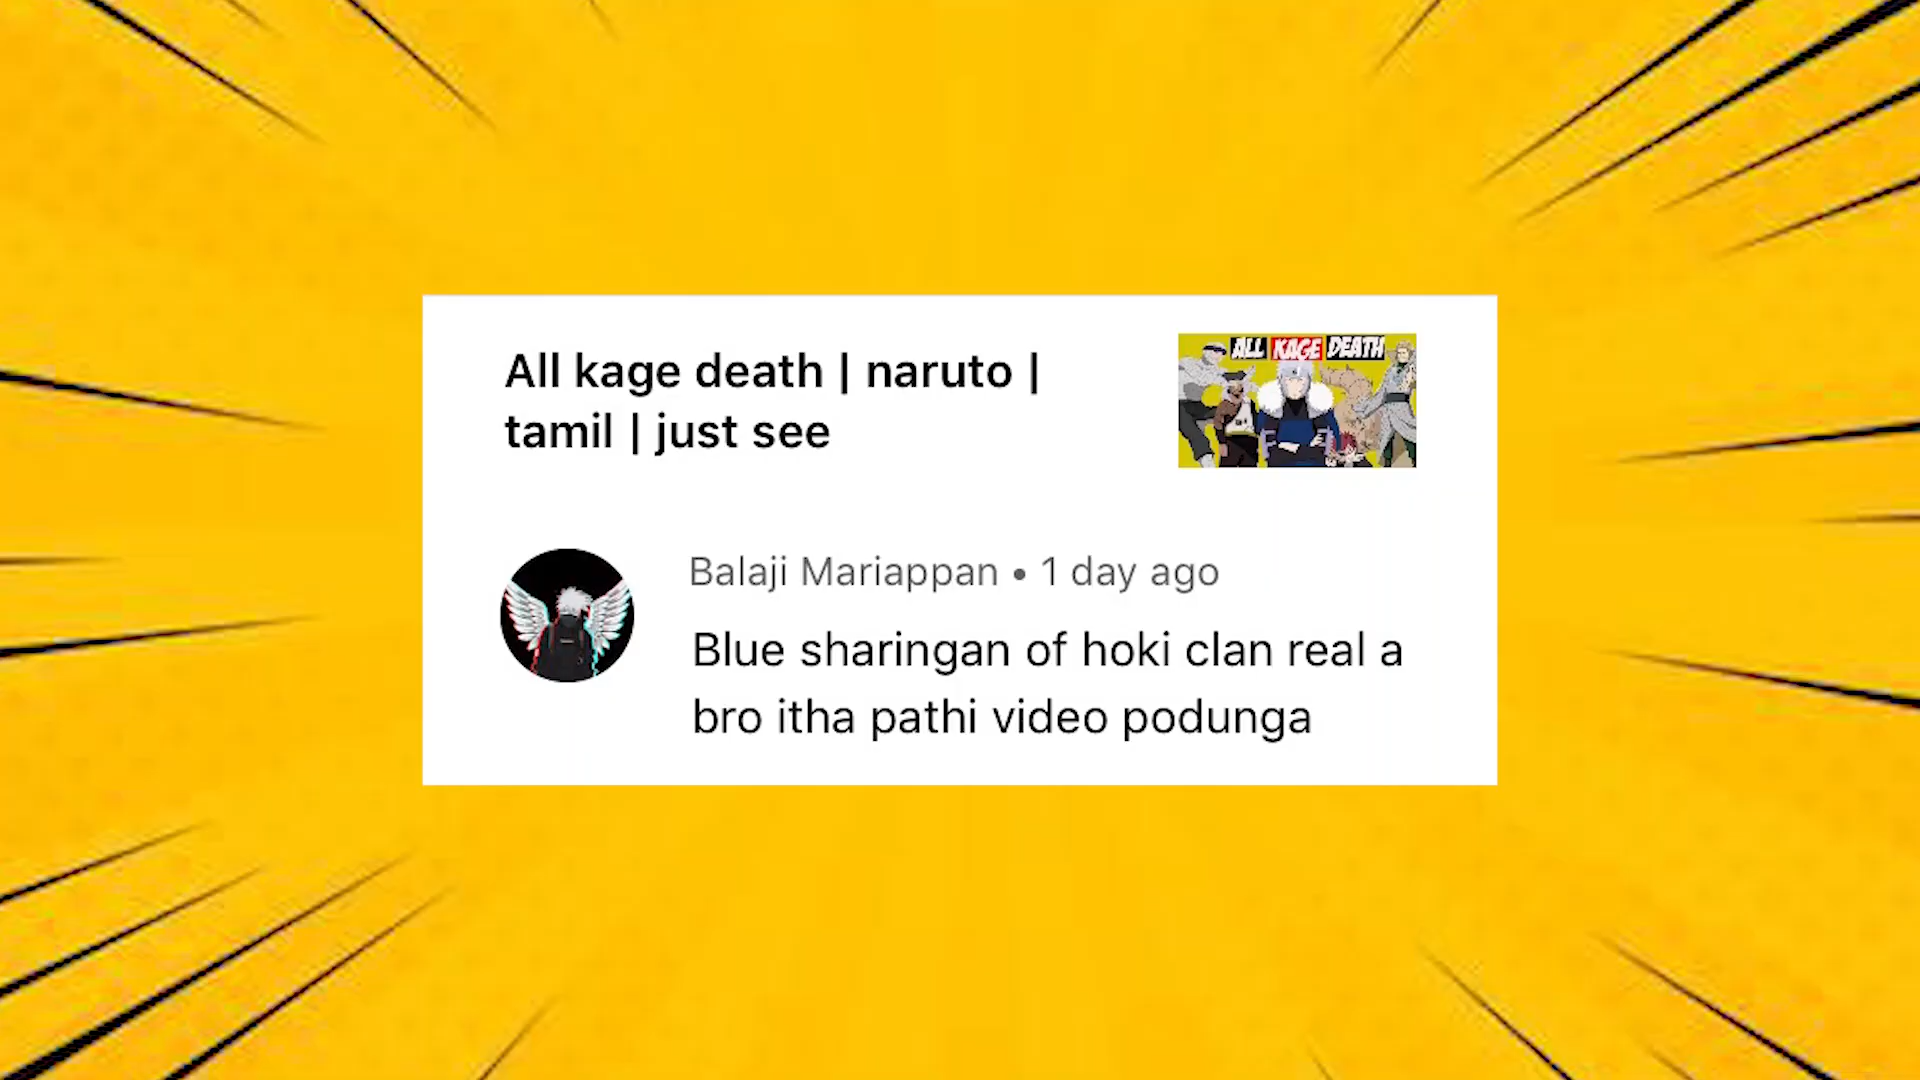 All kage death | naruto |
tamil | just see
ALL KAGE DEATH
Balaji Mariappan • 1 day ago
Blue sharingan of hoki clan real a
bro itha pathi video podunga